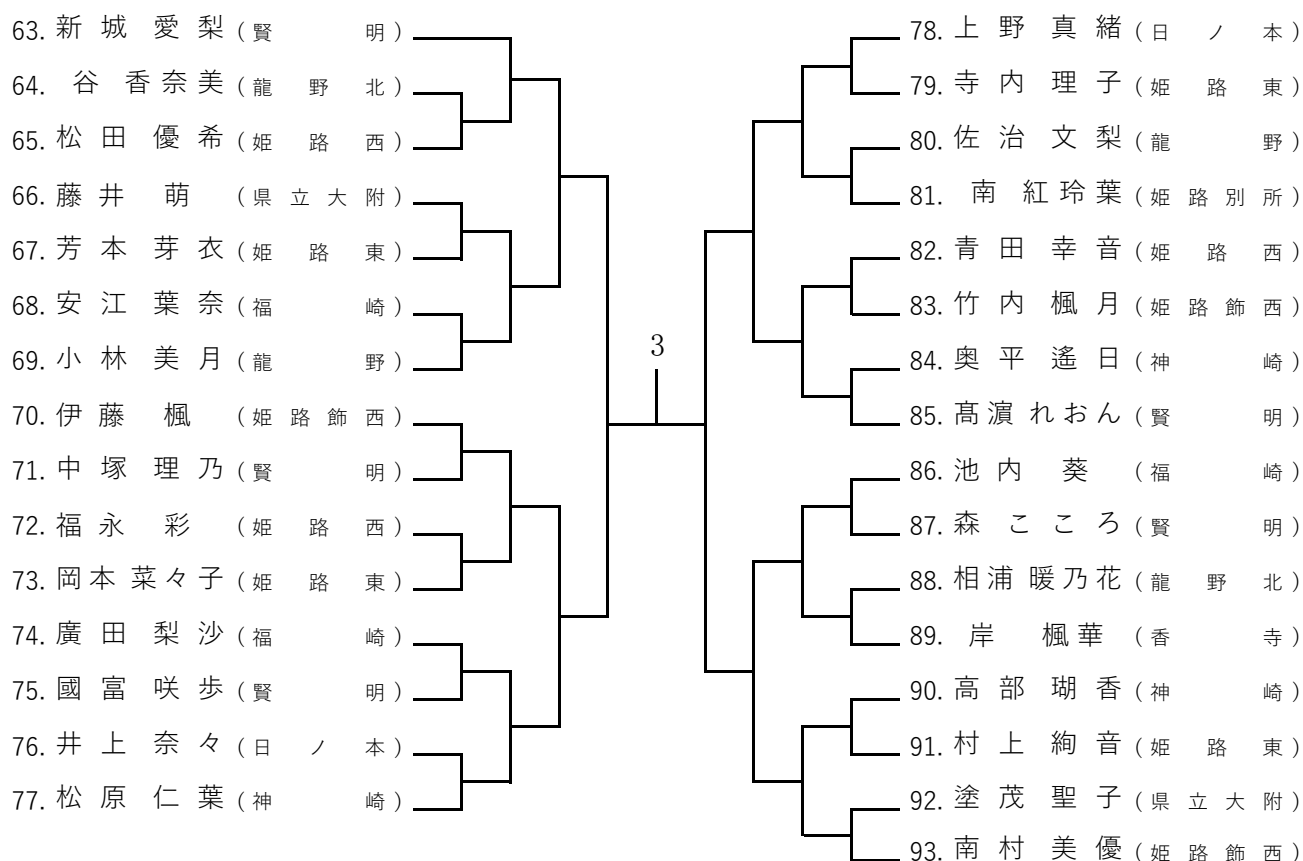 63. 新城愛梨 (賢明)
64. 谷香奈美 (龍野北)
65. 松田優希 (姫路西)
66. 藤井萌 (県立大附)
67. 芳本芽衣 (姫路東)
68. 安江葉奈 (福崎)
69. 小林美月 (龍野)
70. 伊藤楓 (姫路飾西)
71. 中塚理乃 (賢明)
72. 福永彩 (姫路西)
73. 岡本菜々子 (姫路東)
74. 廣田梨沙 (福崎)
75. 國富咲歩 (賢明)
76. 井上奈々 (日ノ本)
77. 松原仁葉 (神崎)
3
78. 上野真緒 (日ノ本)
79. 寺内理子 (姫路東)
80. 佐治文梨 (龍野)
81. 南紅玲葉 (姫路別所)
82. 青田幸音 (姫路西)
83. 竹内楓月 (姫路飾西)
84. 奥平遙日 (神崎)
85. 髙濵れおん (賢明)
86. 池内葵 (福崎)
87. 森こころ (賢明)
88. 相浦暖乃花 (龍野北)
89. 岸楓華 (香寺)
90. 高部瑚香 (神崎)
91. 村上絢音 (姫路東)
92. 塗茂聖子 (県立大附)
93. 南村美優 (姫路飾西)